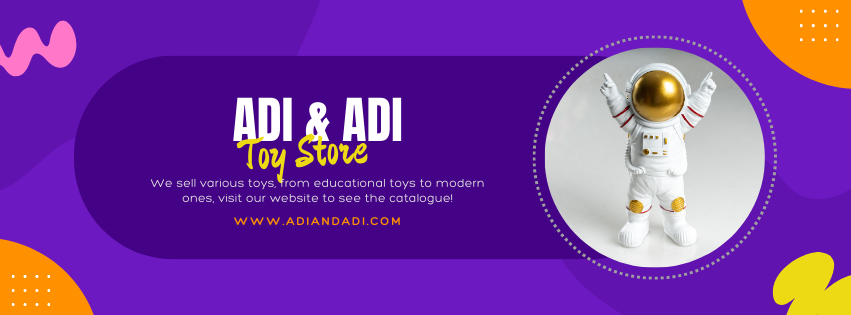 ADI & ADI
Toy Store
We sell various toys, from educational toys to modern
ones, visit our website to see the catalogue!
WWW.ADIANDADI.COM